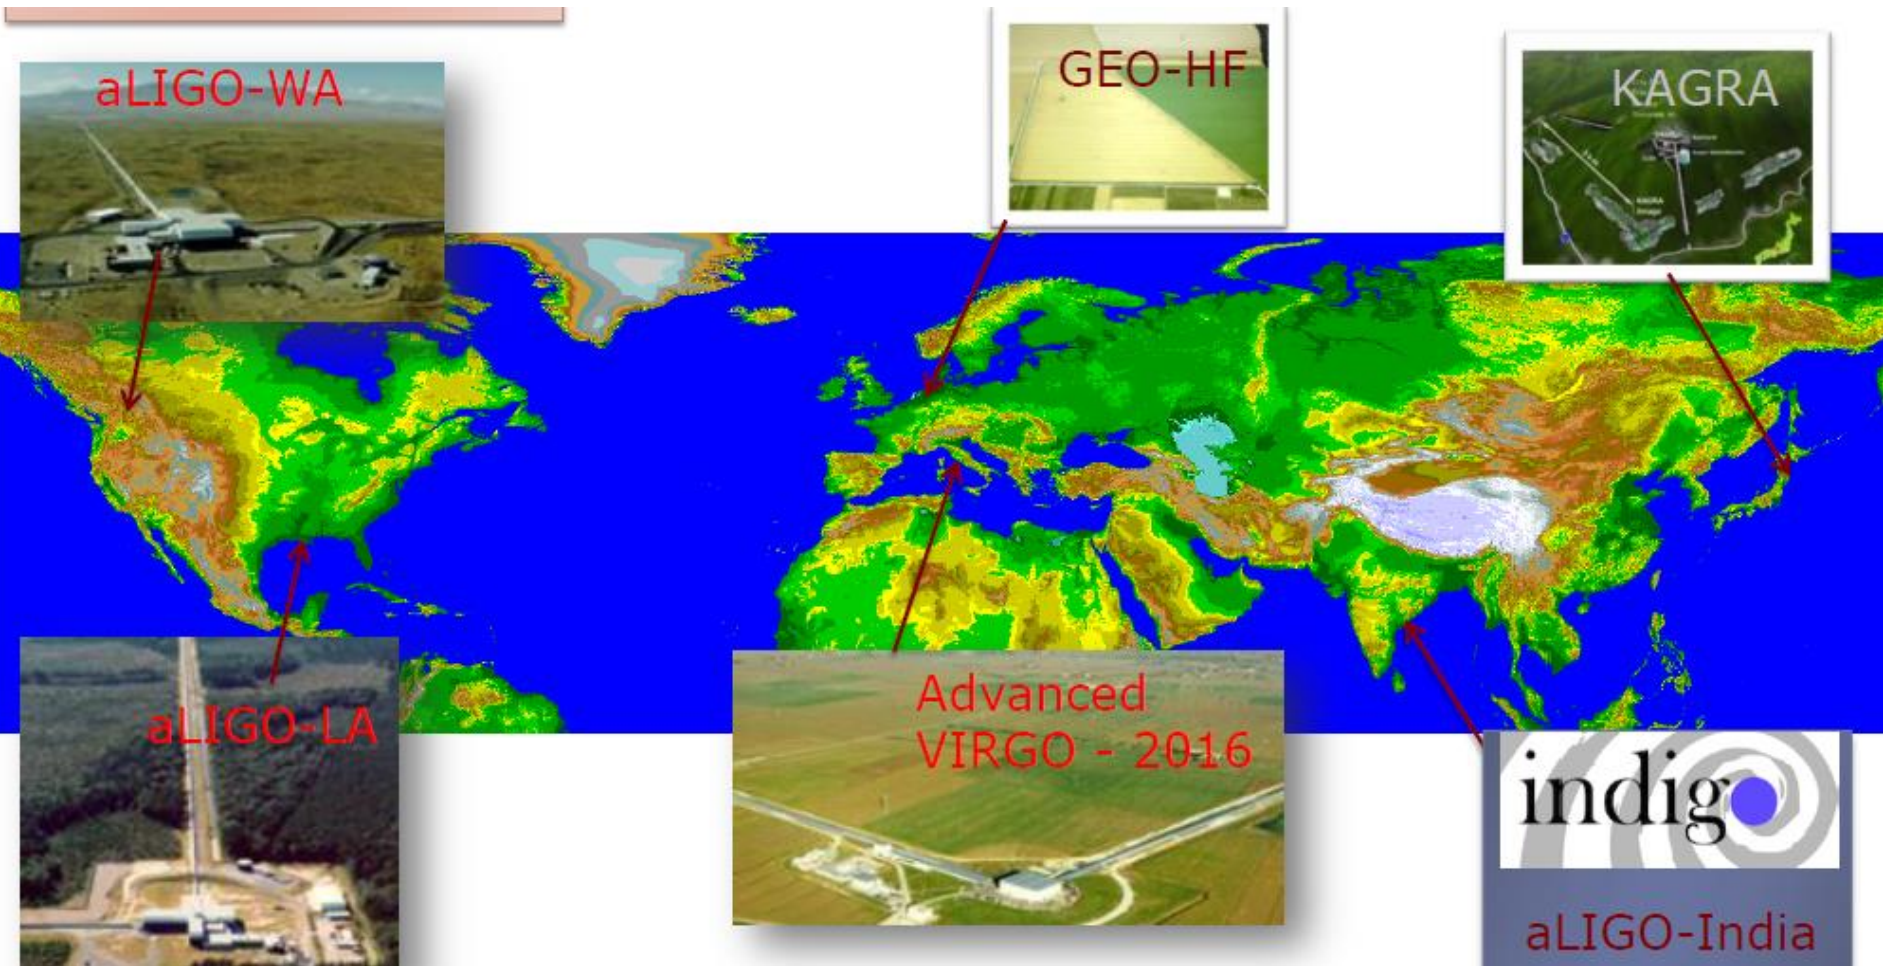 aLIGO-WA
GEO-HF
KAGRA
aLIGO-LA
Advanced
VIRGO - 2016
indigo
aLIGO-India